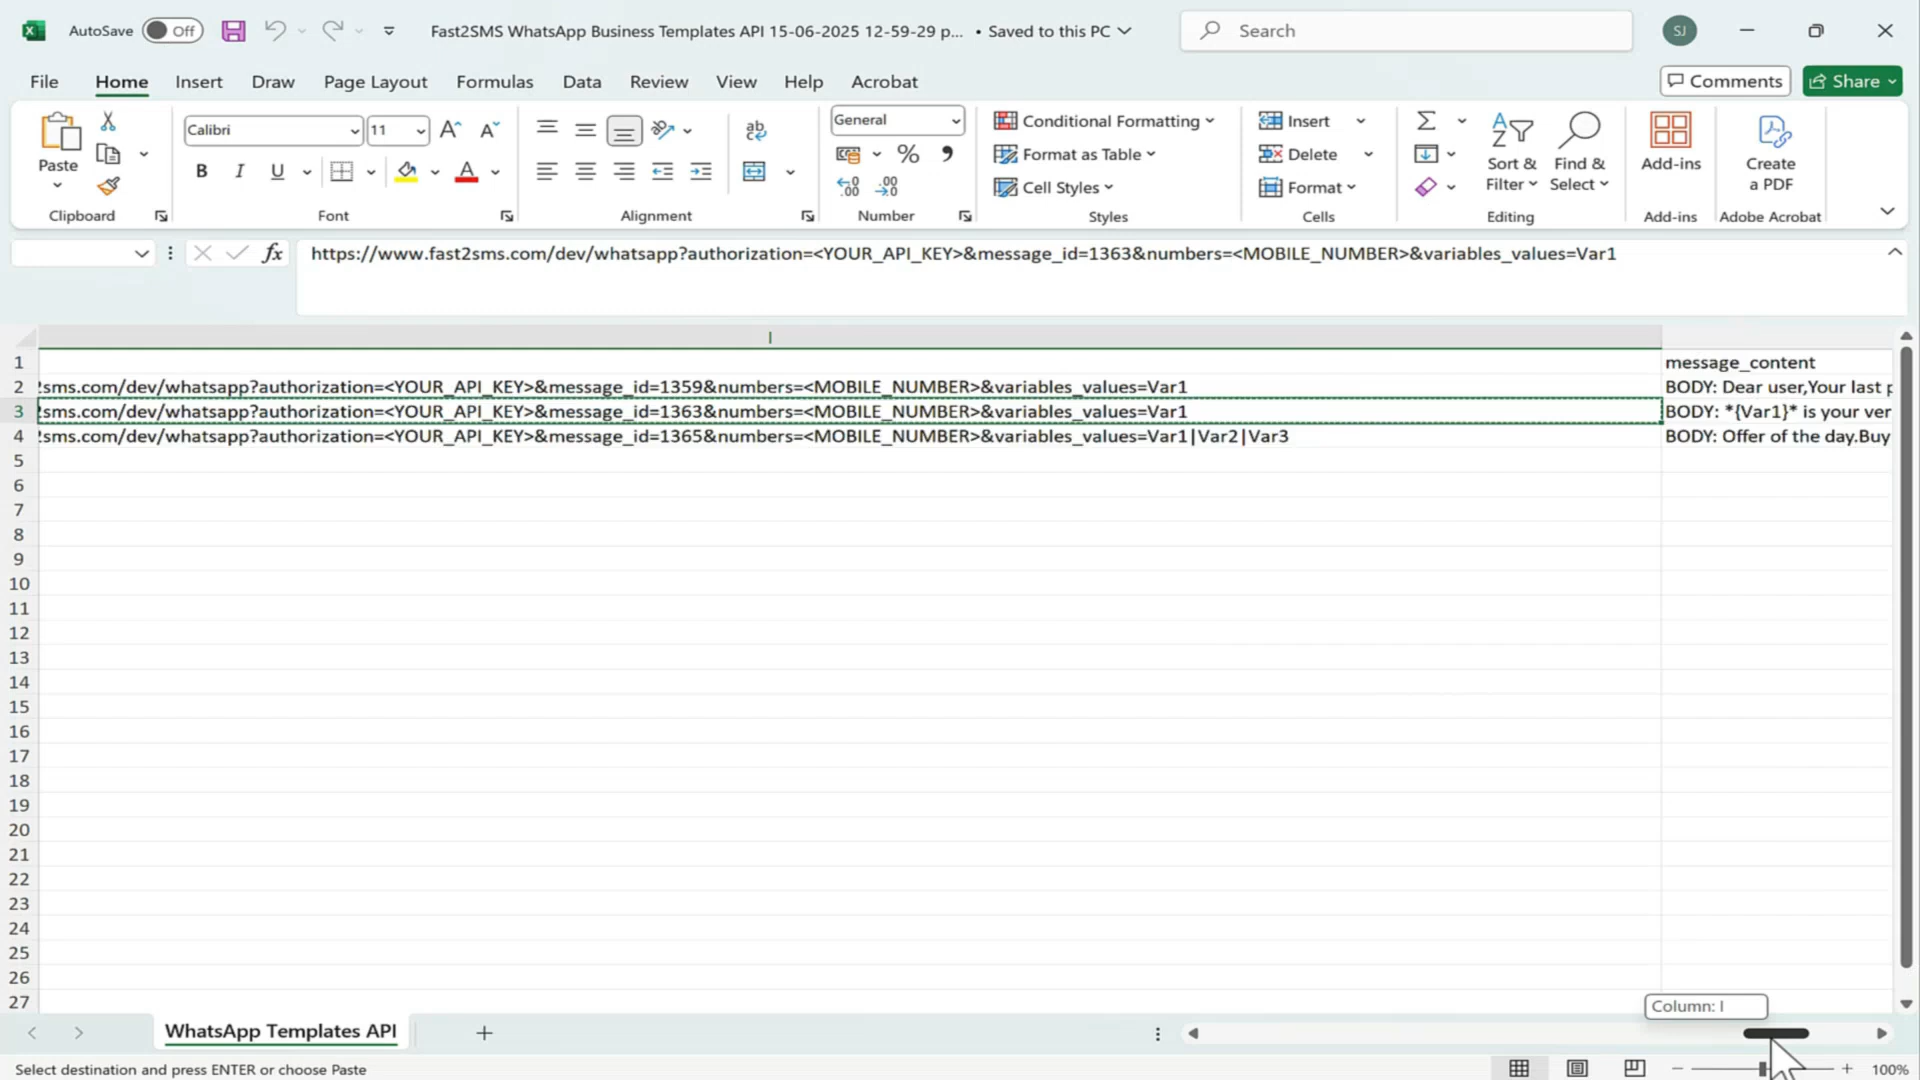 AutoSave Off Fast2SMS WhatsApp Business Templates API 15-06-2025 12-59-29 p... • Saved to this PC Search SJ
File Home Insert Draw Page Layout Formulas Data Review View Help Acrobat Comments Share
Paste Calibri 11 B I U A General Conditional Formatting Format as Table Cell Styles Insert Delete Format Sort & Filter Find & Select Add-ins Create a PDF
Clipboard Font Alignment Number Styles Cells Editing Add-ins Adobe Acrobat
fx https://www.fast2sms.com/dev/whatsapp?authorization=<YOUR_API_KEY>&message_id=1363&numbers=<MOBILE_NUMBER>&variables_values=Var1
I
1 message_content
2 2sms.com/dev/whatsapp?authorization=<YOUR_API_KEY>&message_id=1359&numbers=<MOBILE_NUMBER>&variables_values=Var1 BODY: Dear user,Your last p
3 2sms.com/dev/whatsapp?authorization=<YOUR_API_KEY>&message_id=1363&numbers=<MOBILE_NUMBER>&variables_values=Var1 BODY: *{Var1}* is your ver
4 2sms.com/dev/whatsapp?authorization=<YOUR_API_KEY>&message_id=1365&numbers=<MOBILE_NUMBER>&variables_values=Var1|Var2|Var3 BODY: Offer of the day.Buy
5
6
7
8
9
10
11
12
13
14
15
16
17
18
19
20
21
22
23
24
25
26
27
Column: I
WhatsApp Templates API
Select destination and press ENTER or choose Paste 100%